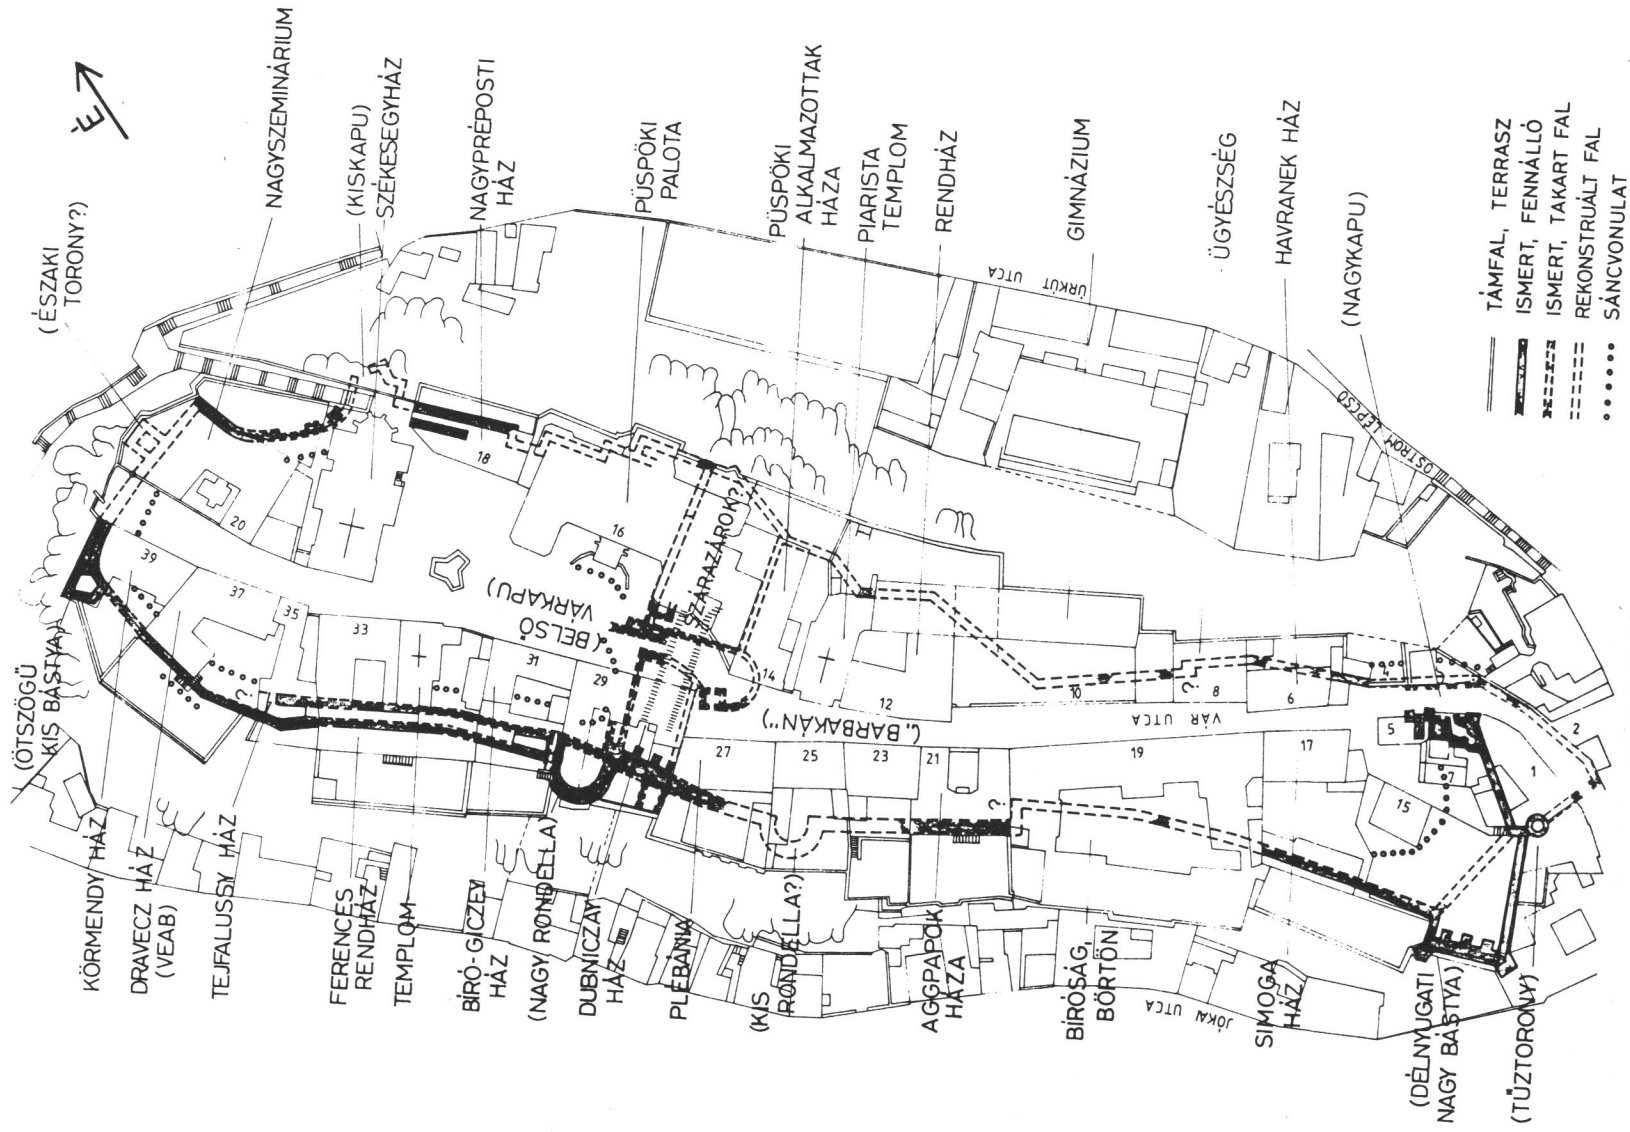 É
(ÉSZAKI
TORONY?)
NAGYSZEMINÁRIUM
(KISKAPU)
SZÉKESEGYHÁZ
NAGYPRÉPOSTI
HÁZ
PÜSPÖKI
PALOTA
PÜSPÖKI
ALKALMAZOTTAK
HÁZA
PIARISTA
TEMPLOM
RENDHÁZ
GIMNÁZIUM
ÜGYÉSZSÉG
HAVRANEK HÁZ
(NAGYKAPU)
TÁMFAL, TERRASZ
ISMERT, FENNÁLLÓ
ISMERT, TAKART FAL
REKONSTRUÁLT FAL
SÁNCVONULAT
ÚRKÚT UTCA
OSTROM LÉPCSŐ
18
20
16
39
37
35
33
31
29
(BELSŐ
VÁRKAPU)
SZÁRAZÁROK?
14
12
10
?
8
6
4
2
("BARBAKÁN")
VÁR UTCA
27
25
23
21
19
17
15
5
7
1
?
?
(ÖTSZÖGŰ
KIS BÁSTYA)
KÖRMENDY HÁZ
DRAVECZ HÁZ
(VEAB)
TEJFALUSSY HÁZ
FERENCES
RENDHÁZ
TEMPLOM
BÍRÓ-GICZEY
HÁZ
(NAGY RONDELLA)
DUBNICZAY
HÁZ
PLEBÁNIA
(KIS
RONDELLA?)
AGGPAPOK
HÁZA
BÍRÓSÁG,
BÖRTÖN
JÓKAI UTCA
SIMOGA
HÁZ
(DÉLNYUGATI
NAGY BÁSTYA)
(TŰZTORONY)